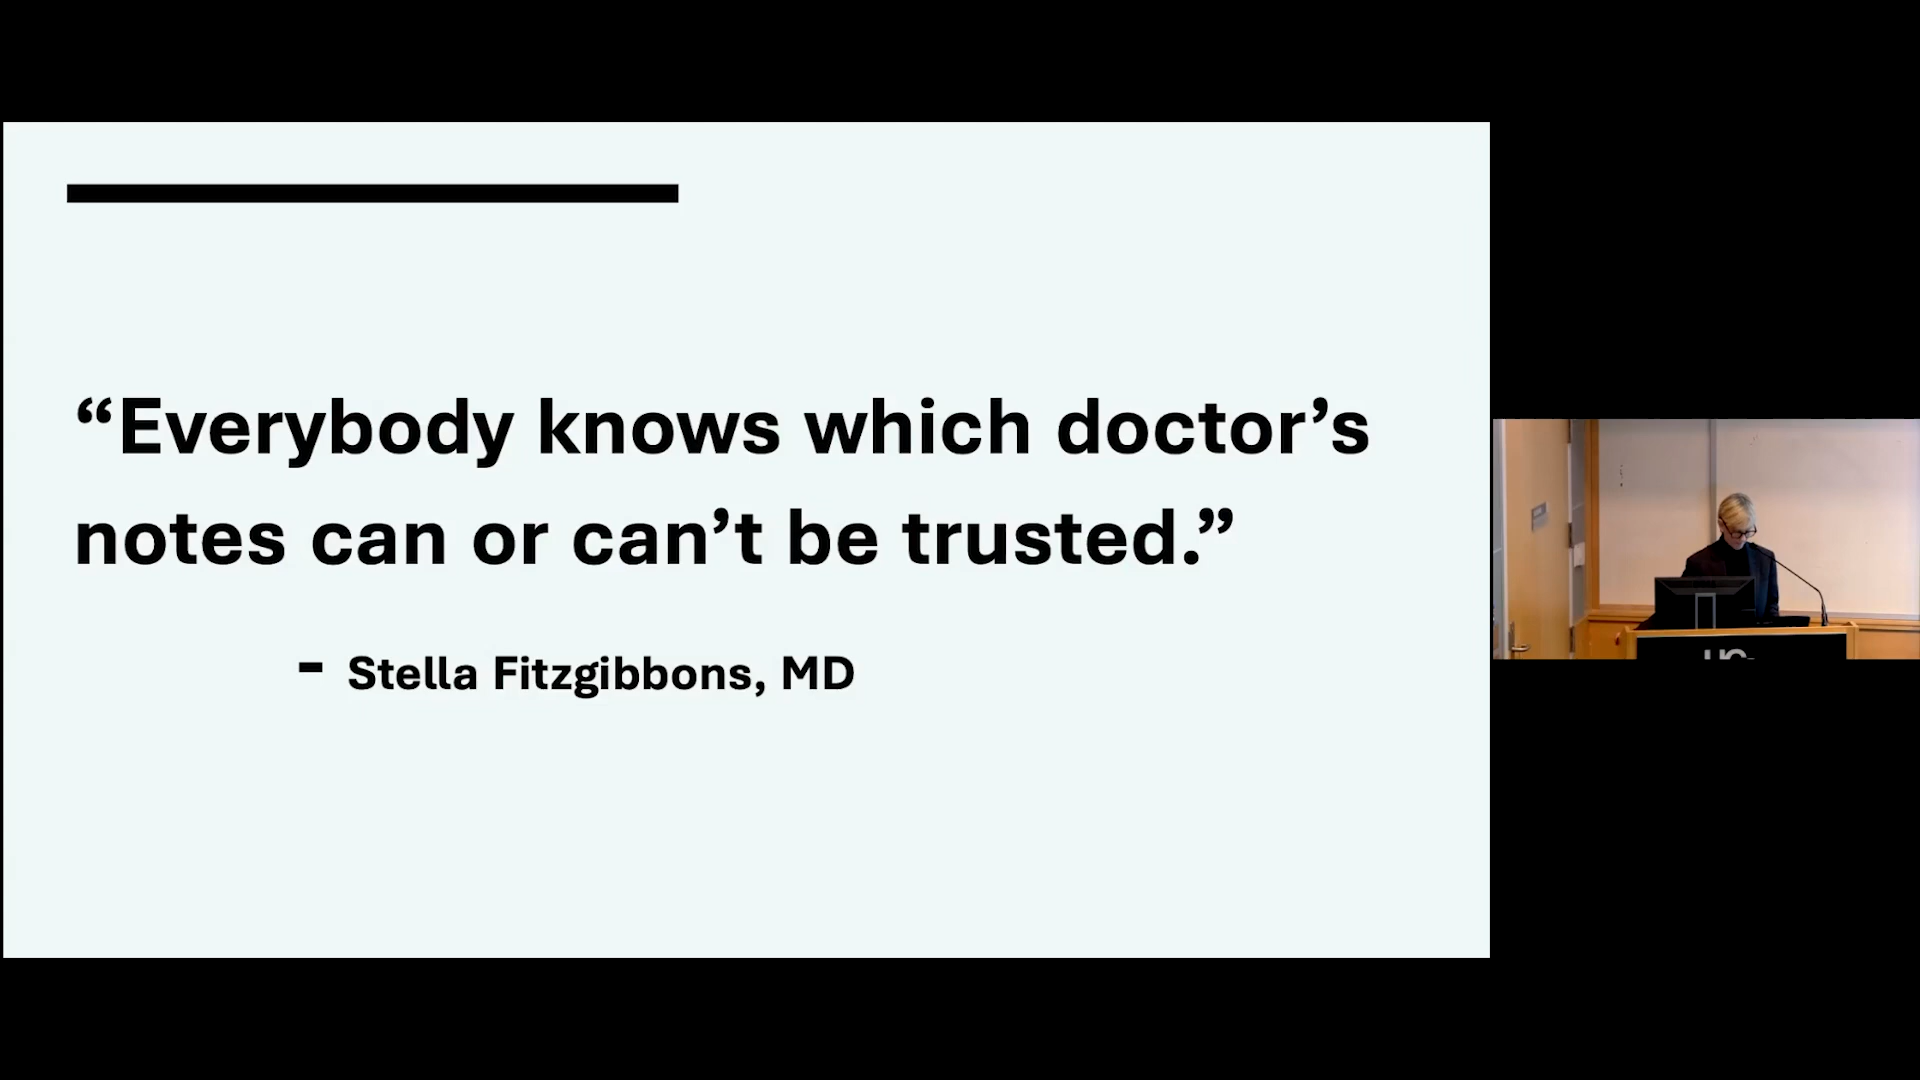 “Everybody knows which doctor’s
notes can or can’t be trusted.”
- Stella Fitzgibbons, MD